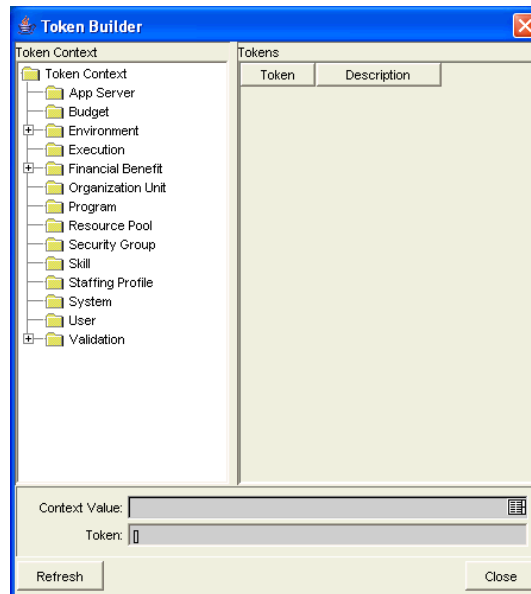 Token Builder
Token Context
Tokens
Token Context
App Server
Budget
Environment
Execution
Financial Benefit
Organization Unit
Program
Resource Pool
Security Group
Skill
Staffing Profile
System
User
Validation
Token Description
Context Value:
Token: []
Refresh
Close